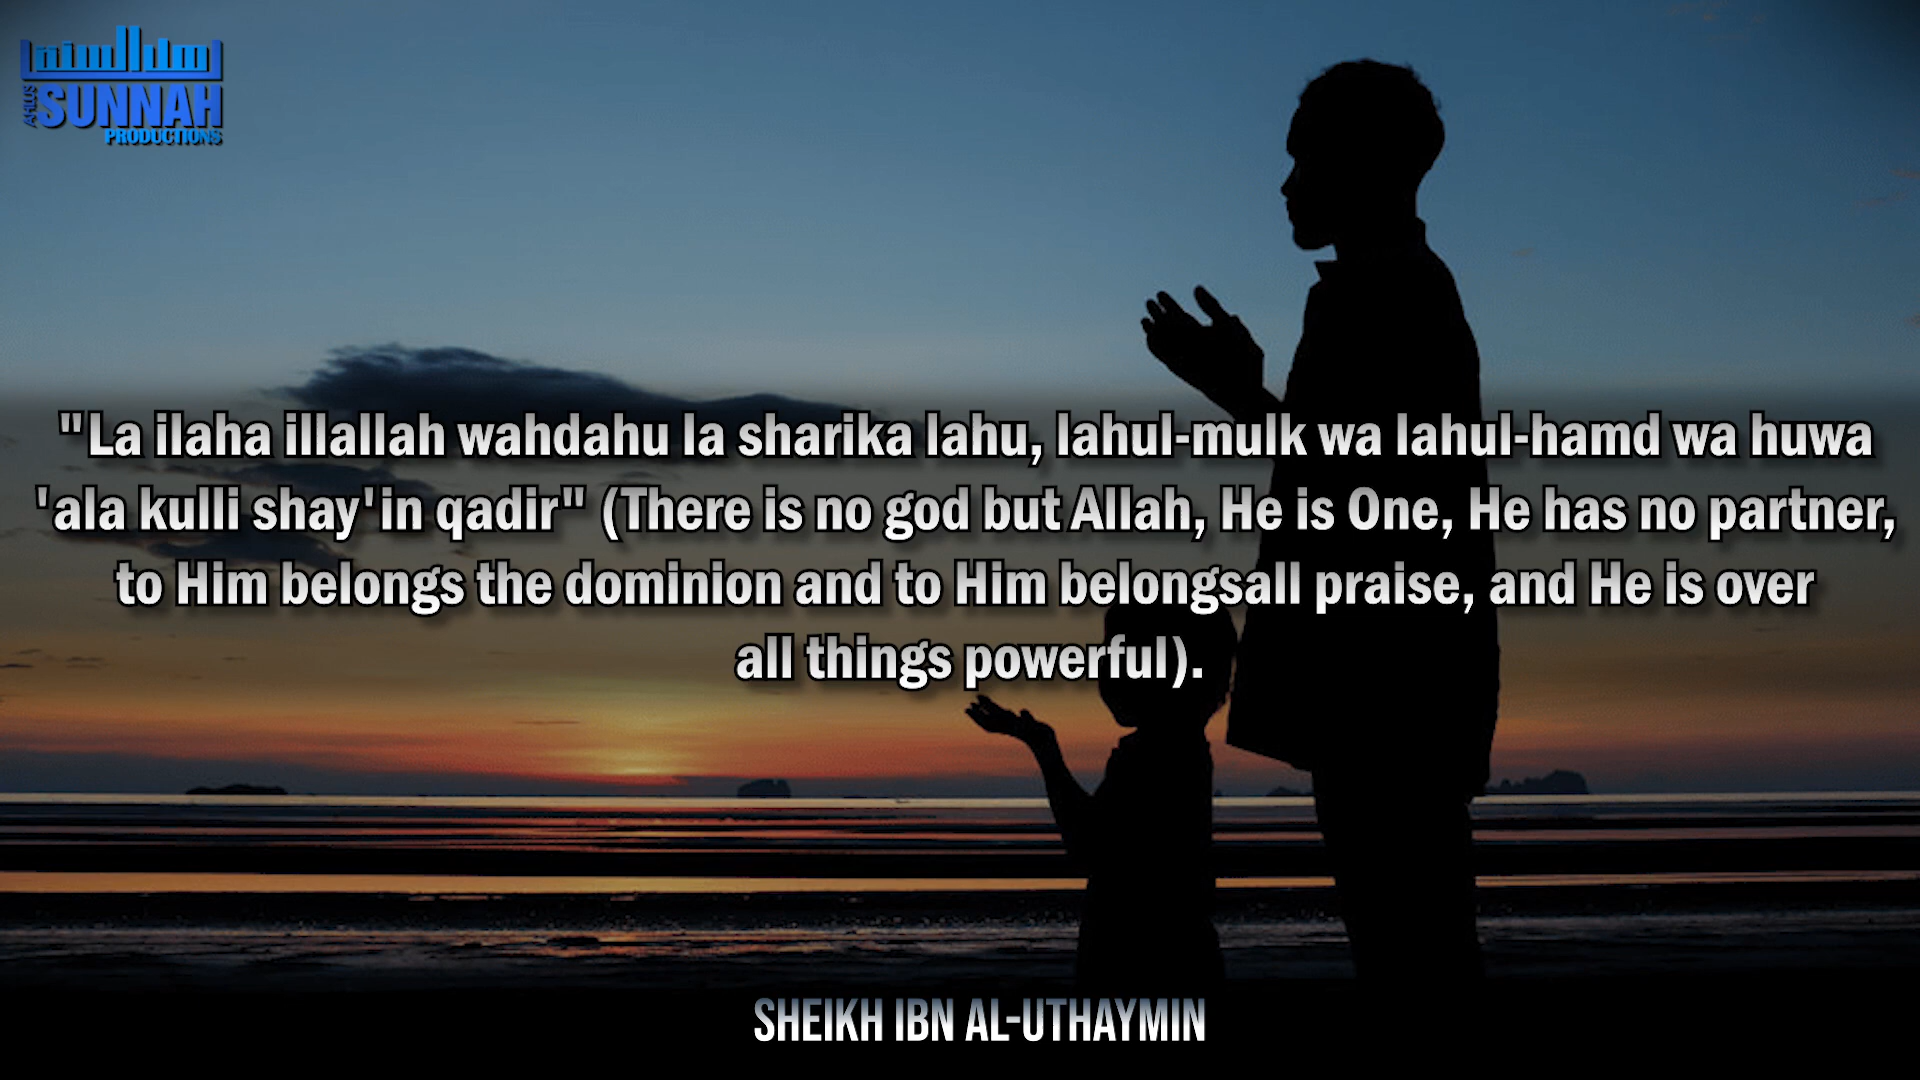 اهل السنة
AHLUS
SUNNAH
PRODUCTIONS
"La ilaha illallah wahdahu la sharika lahu, lahul-mulk wa lahul-hamd wa huwa
'ala kulli shay'in qadir" (There is no god but Allah, He is One, He has no partner,
to Him belongs the dominion and to Him belongsall praise, and He is over
all things powerful).
SHEIKH IBN AL-UTHAYMIN